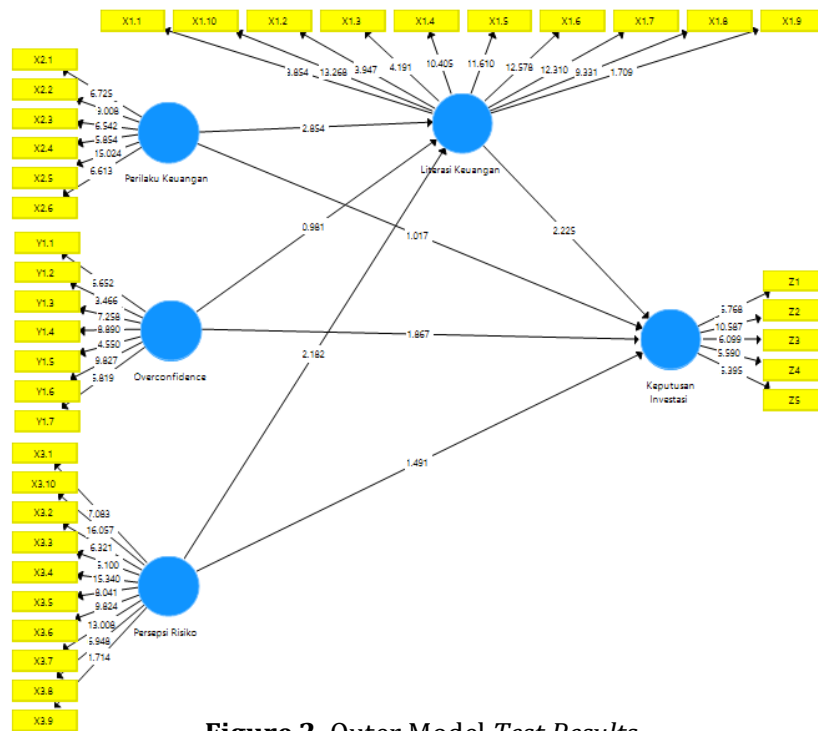 X1.1
X1.10
X1.2
X1.3
X1.4
X1.5
X1.6
X1.7
X1.8
X1.9
3.854
13.268
3.947
4.191
10.405
11.610
12.578
12.310
9.331
1.709
X2.1
X2.2
X2.3
X2.4
X2.5
X2.6
6.725
9.008
6.542
5.854
15.024
6.613
Perilaku Keuangan
2.854
Literasi Keuangan
0.981
1.017
2.225
Y1.1
Y1.2
Y1.3
Y1.4
Y1.5
Y1.6
Y1.7
5.652
3.466
7.258
8.890
4.550
9.827
5.819
Overconfidence
1.867
2.182
1.491
Keputusan
Investasi
5.768
10.587
6.099
5.590
5.395
Z1
Z2
Z3
Z4
Z5
X3.1
X3.10
X3.2
X3.3
X3.4
X3.5
X3.6
X3.7
X3.8
X3.9
7.083
16.057
6.321
5.100
15.340
8.041
9.824
13.008
5.948
1.714
Persepsi Risiko
Figure 2. Outer Model Test Results